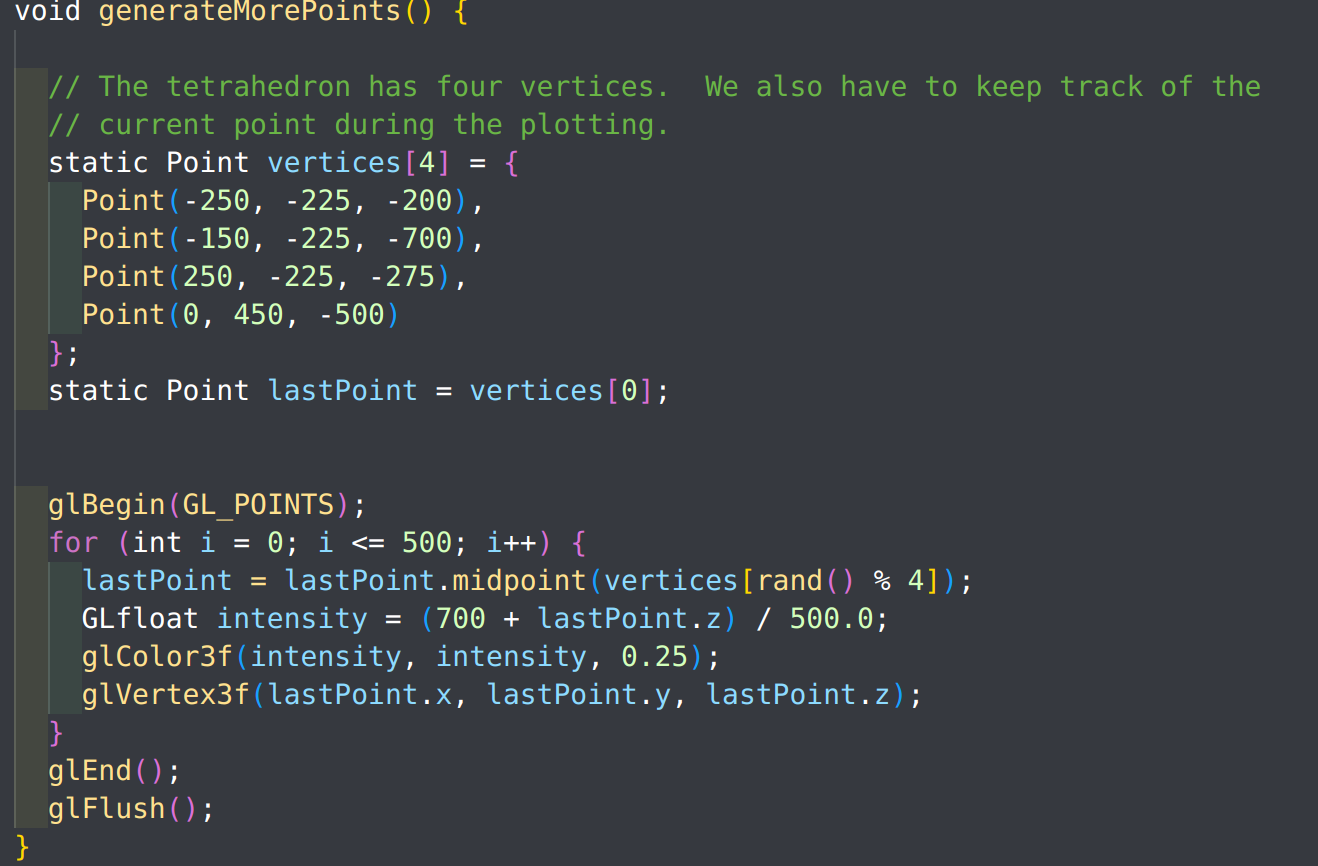 void generateMorePoints() {
// The tetrahedron has four vertices.  We also have to keep track of the
// current point during the plotting.
static Point vertices[4] = {
Point(-250, -225, -200),
Point(-150, -225, -700),
Point(250, -225, -275),
Point(0, 450, -500)
};
static Point lastPoint = vertices[0];
glBegin(GL_POINTS);
for (int i = 0; i <= 500; i++) {
lastPoint = lastPoint.midpoint(vertices[rand() % 4]);
GLfloat intensity = (700 + lastPoint.z) / 500.0;
glColor3f(intensity, intensity, 0.25);
glVertex3f(lastPoint.x, lastPoint.y, lastPoint.z);
}
glEnd();
glFlush();
}